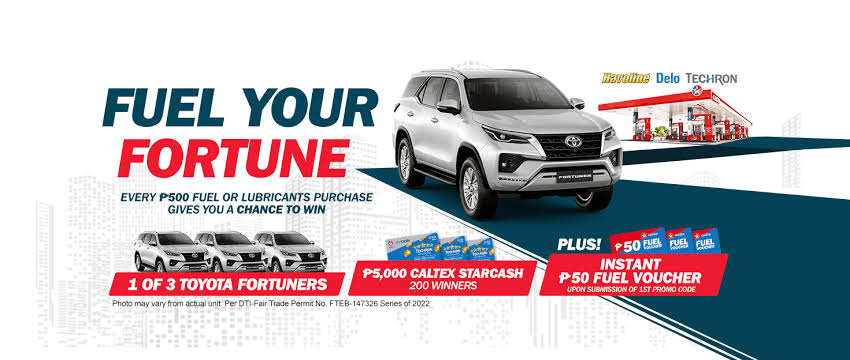 Havoline Delo TECHRON
FUEL YOUR
FORTUNE
EVERY ₱500 FUEL OR LUBRICANTS PURCHASE
GIVES YOU A CHANCE TO WIN
FORTUNER
1 OF 3 TOYOTA FORTUNERS
₱5,000 CALTEX STARCASH
200 WINNERS
PLUS!
₱50 FUEL
VOUCHER
FUEL
VOUCHER
FUEL
VOUCHER
INSTANT
₱50 FUEL VOUCHER
UPON SUBMISSION OF 1ST PROMO CODE
Photo may vary from actual unit. Per DTI-Fair Trade Permit No. FTEB-147326 Series of 2022